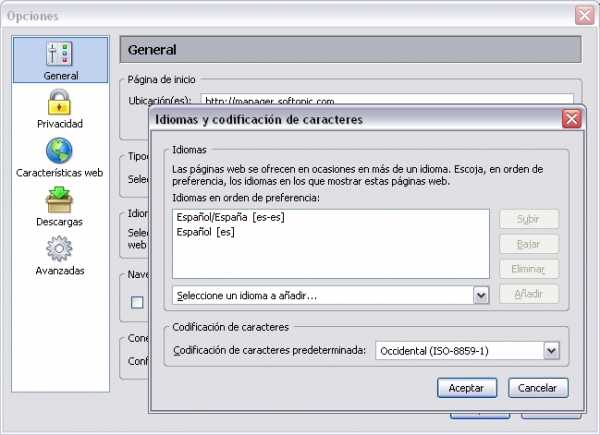 Opciones
General
Privacidad
Características web
Descargas
Avanzadas
General
Página de inicio
Ubicación(es): http://manager.softonic.com
Idiomas y codificación de caracteres
Idiomas
Las páginas web se ofrecen en ocasiones en más de un idioma. Escoja, en orden de
preferencia, los idiomas en los que mostrar estas páginas web.
Idiomas en orden de preferencia:
Español/España [es-es]
Español [es]
Subir
Bajar
Eliminar
Añadir
Seleccione un idioma a añadir...
Codificación de caracteres
Codificación de caracteres predeterminada: Occidental (ISO-8859-1)
Aceptar
Cancelar
Tipo
Selec
Idion
Selec
web
Nave
Cone
Conf